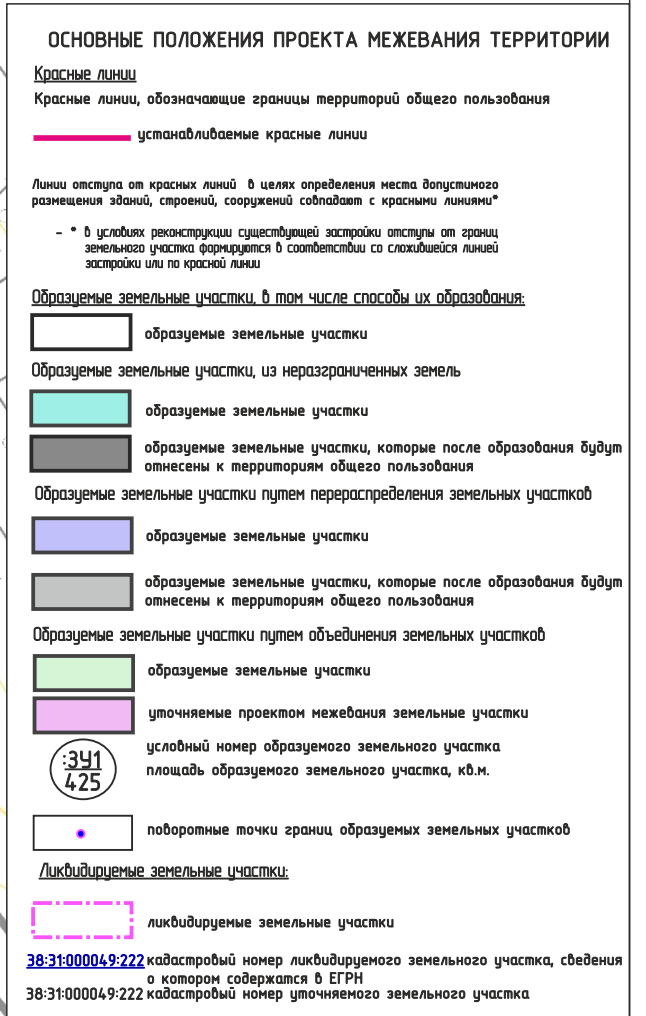 ОСНОВНЫЕ ПОЛОЖЕНИЯ ПРОЕКТА МЕЖЕВАНИЯ ТЕРРИТОРИИ
Красные линии
Красные линии, обозначающие границы территорий общего пользования
устанавливаемые красные линии
Линии отступа от красных линий в целях определения места допустимого
размещения зданий, строений, сооружений совпадают с красными линиями*
- * в условиях реконструкции существующей застройки отступы от границ
земельного участка формируются в соответствии со сложившейся линией
застройки или по красной линии
Образуемые земельные участки, в том числе способы их образования:
образуемые земельные участки
Образуемые земельные участки, из неразграниченных земель
образуемые земельные участки
образуемые земельные участки, которые после образования будут
отнесены к территориям общего пользования
Образуемые земельные участки путем перераспределения земельных участков
образуемые земельные участки
образуемые земельные участки, которые после образования будут
отнесены к территориям общего пользования
Образуемые земельные участки путем объединения земельных участков
образуемые земельные участки
уточняемые проектом межевания земельные участки
:ЗУ1
условный номер образуемого земельного участка
425
площадь образуемого земельного участка, кв.м.
поворотные точки границ образуемых земельных участков
Ликвидируемые земельные участки:
ликвидируемые земельные участки
38:31:000049:222 кадастровый номер ликвидируемого земельного участка, сведения
о котором содержатся в ЕГРН
38:31:000049:222 кадастровый номер уточняемого земельного участка